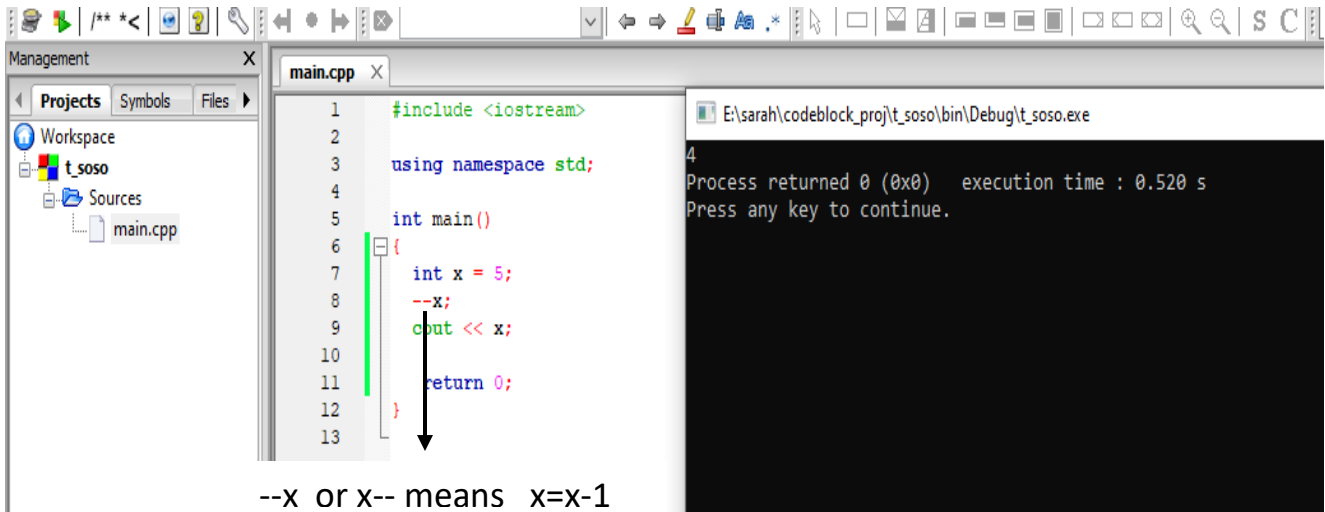 /** *<
S C
Management X
Projects Symbols Files
Workspace
t_soso
Sources
main.cpp
main.cpp X
1 #include <iostream>
2
3 using namespace std;
4
5 int main()
6 {
7 int x = 5;
8 --x;
9 cout << x;
10
11 return 0;
12 }
13
--x or x-- means x=x-1
E:\sarah\codeblock_proj\t_soso\bin\Debug\t_soso.exe
4
Process returned 0 (0x0) execution time : 0.520 s
Press any key to continue.